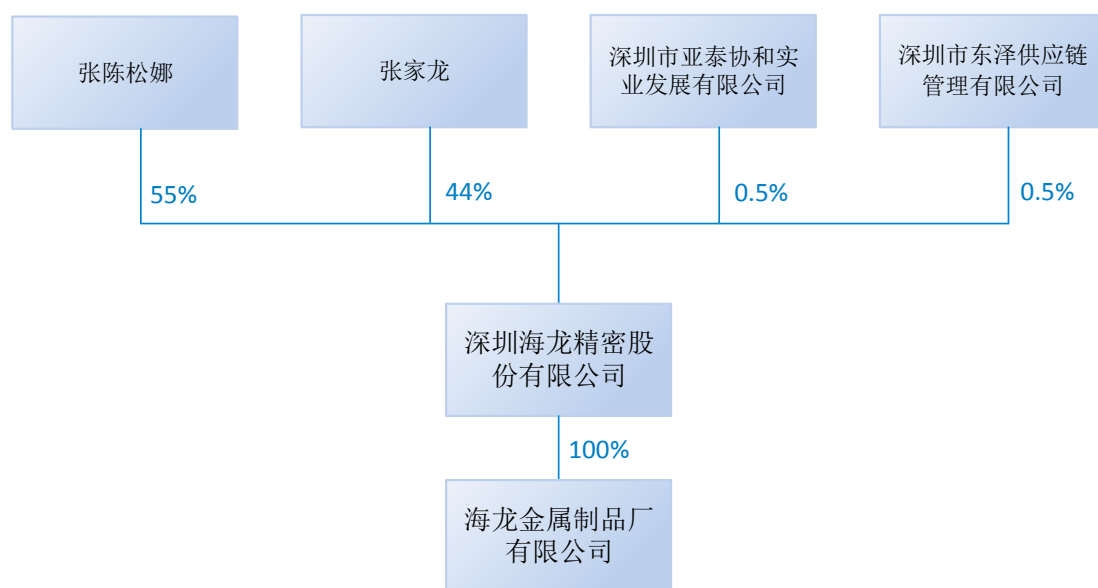 张陈松娜
张家龙
深圳市亚泰协和实
业发展有限公司
深圳市东泽供应链
管理有限公司
55%
44%
0.5%
0.5%
深圳海龙精密股
份有限公司
100%
海龙金属制品厂
有限公司